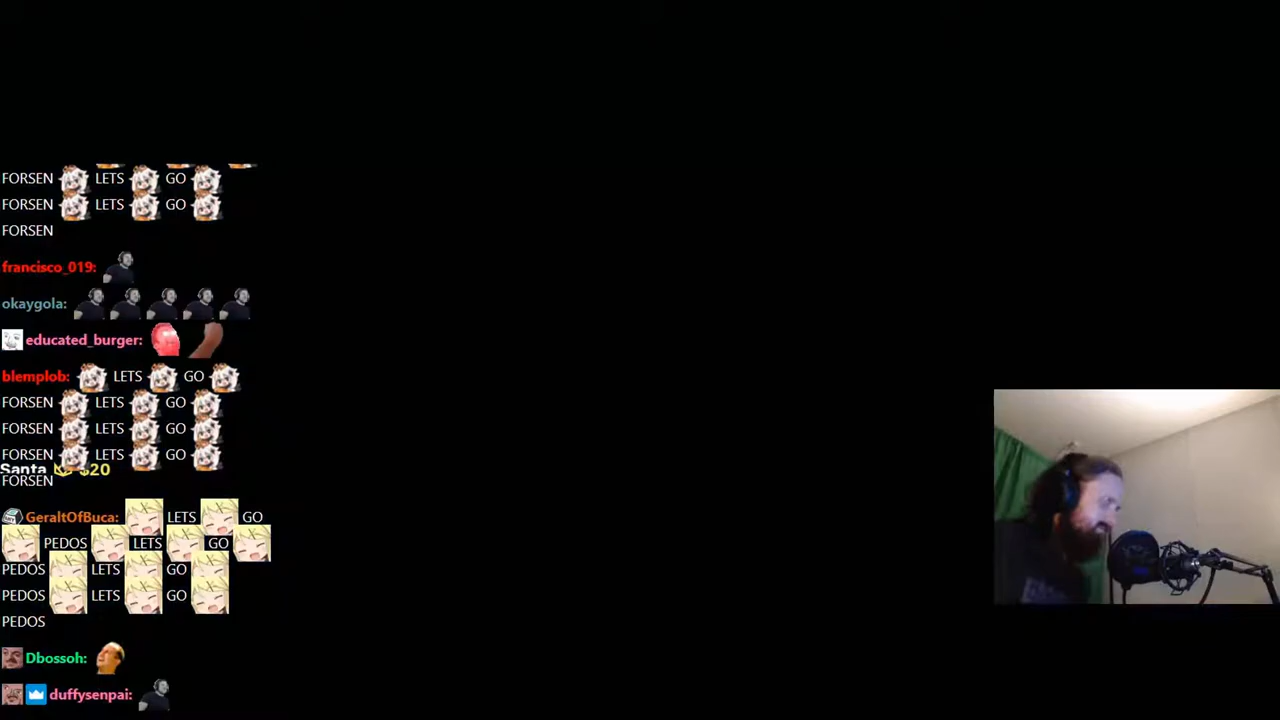 FORSEN LETS GO
FORSEN LETS GO
FORSEN
francisco_019:
okaygola:
educated_burger:
blemplob: LETS GO
FORSEN LETS GO
FORSEN LETS GO
FORSEN LETS GO
Santa $20
FORSEN
GeraltOfBuca: LETS GO
PEDOS LETS GO
PEDOS LETS GO
PEDOS LETS GO
PEDOS
Dbossoh:
duffysenpai: